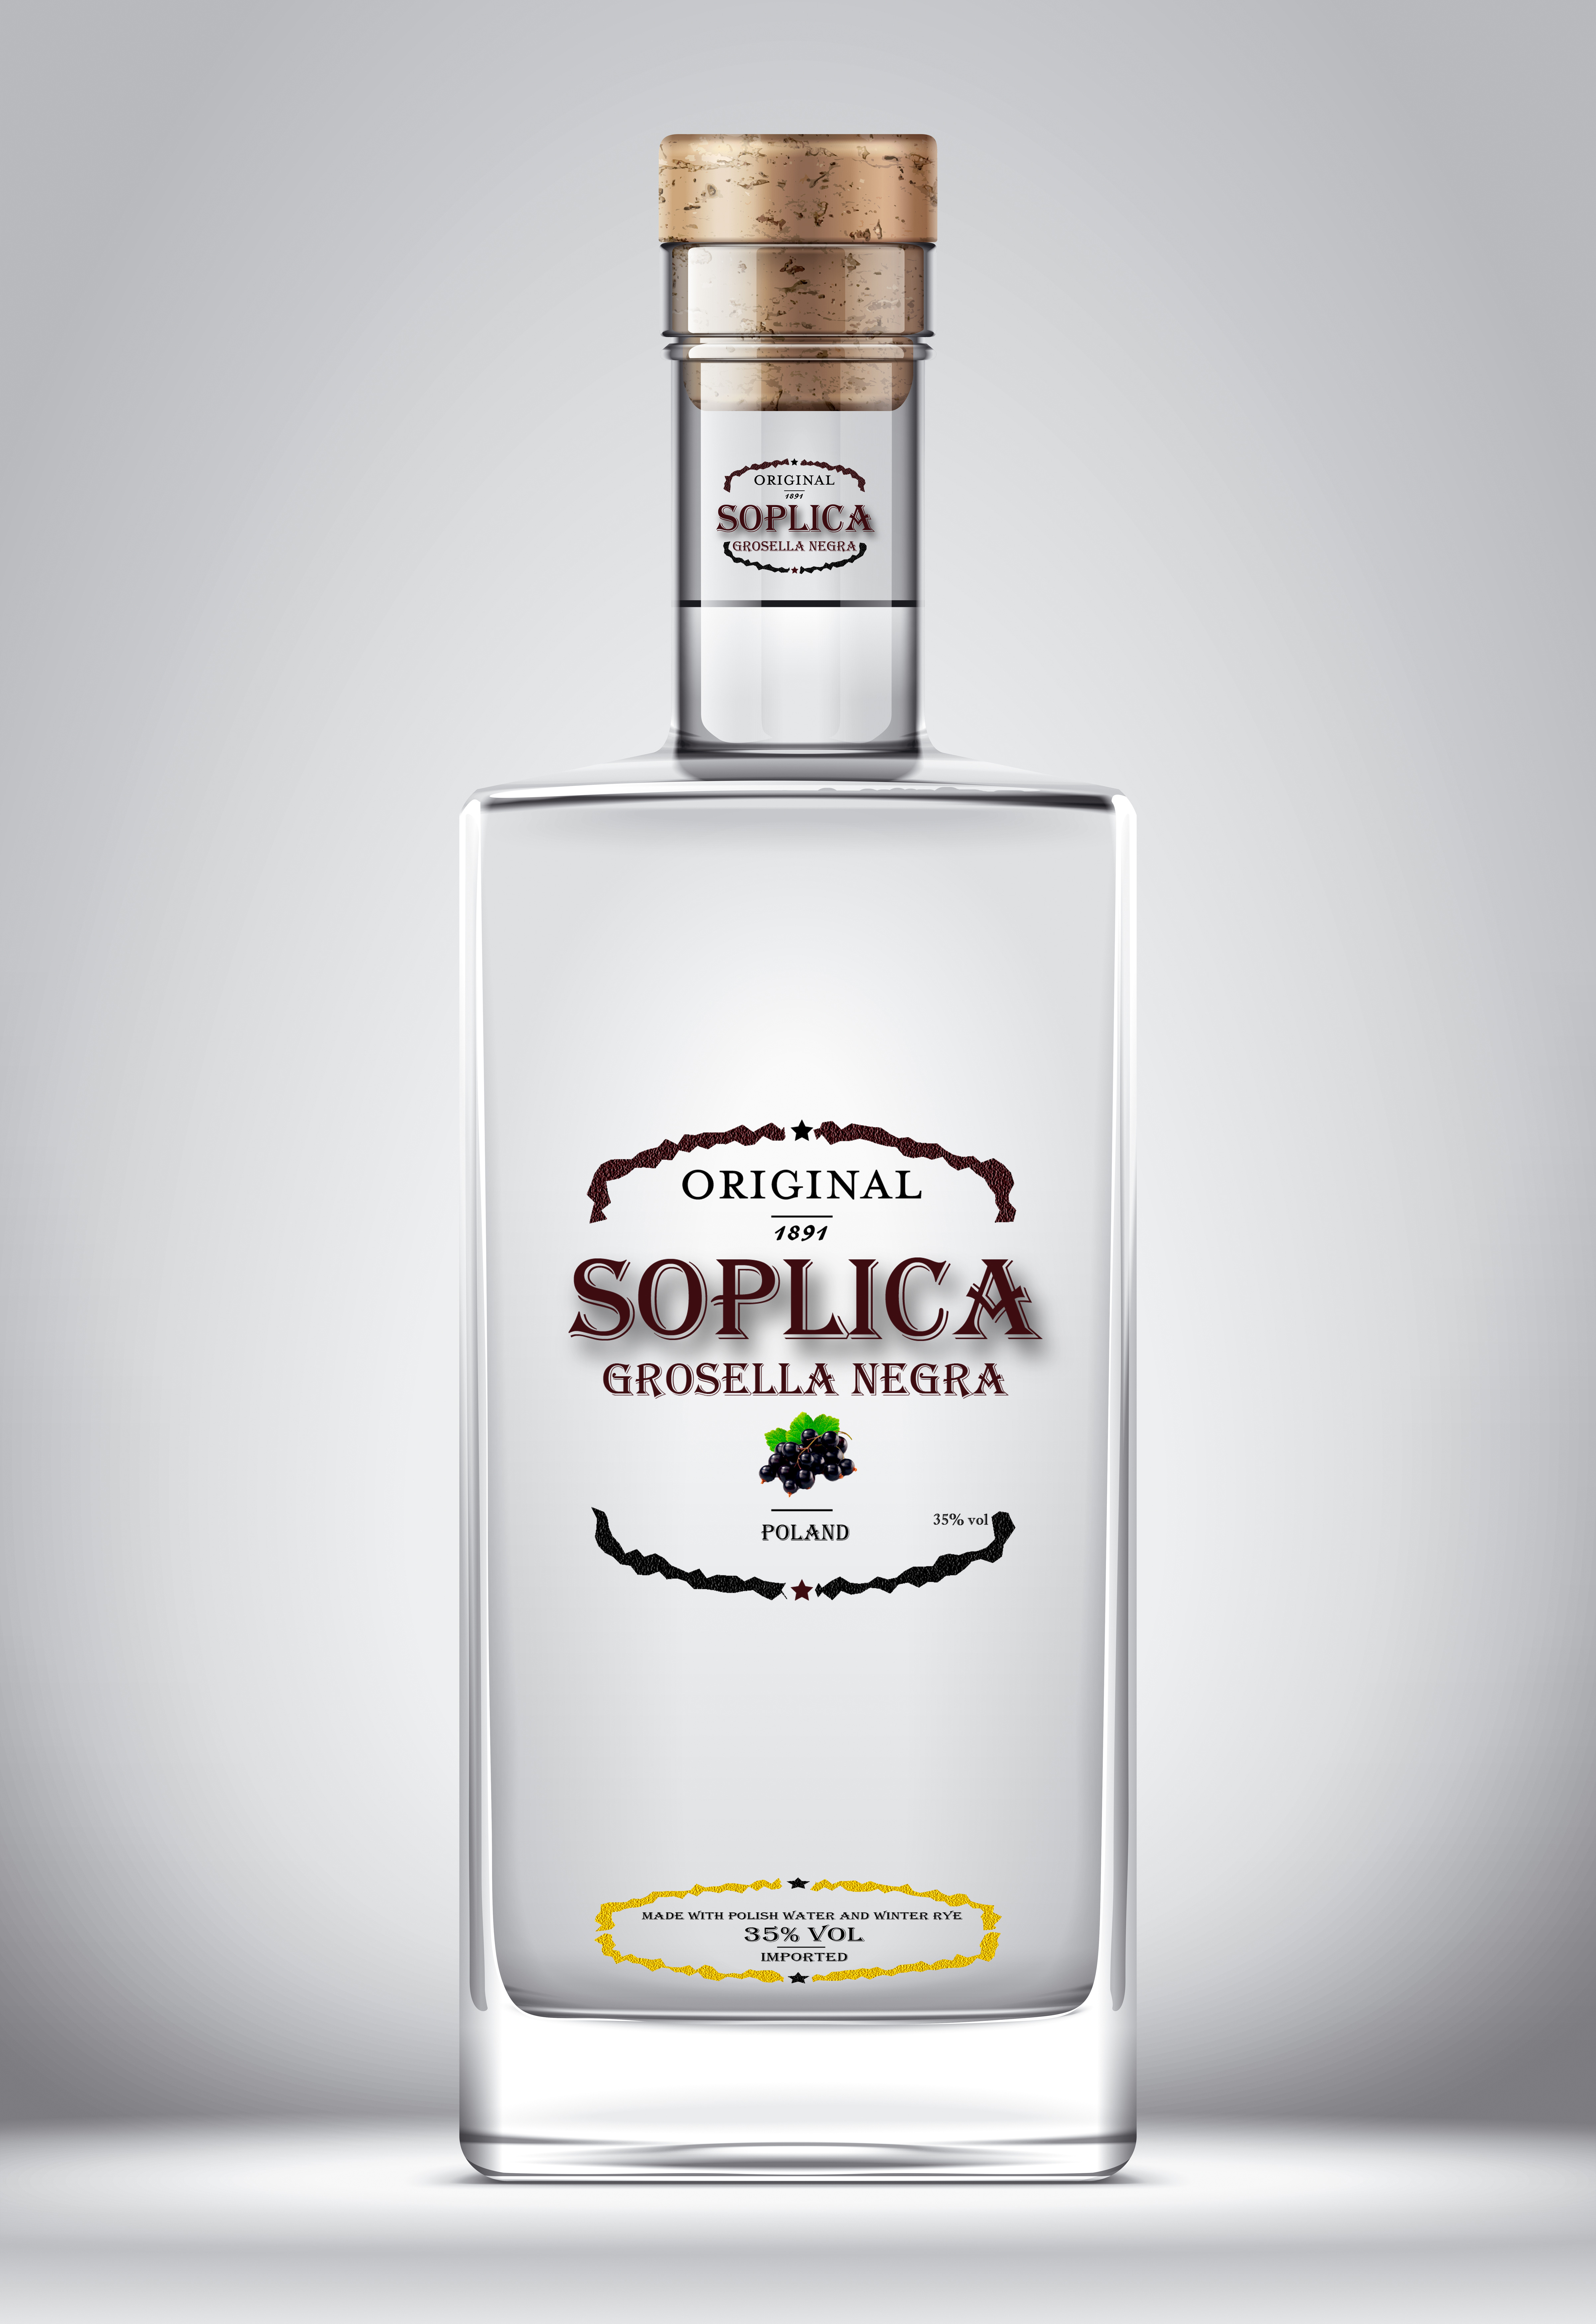 ORIGINAL
1891
SOPLICA
GROSELLA NEGRA
ORIGINAL
1891
SOPLICA
GROSELLA NEGRA
POLAND
35% vol
MADE WITH POLISH WATER AND WINTER RYE
35% VOL
IMPORTED